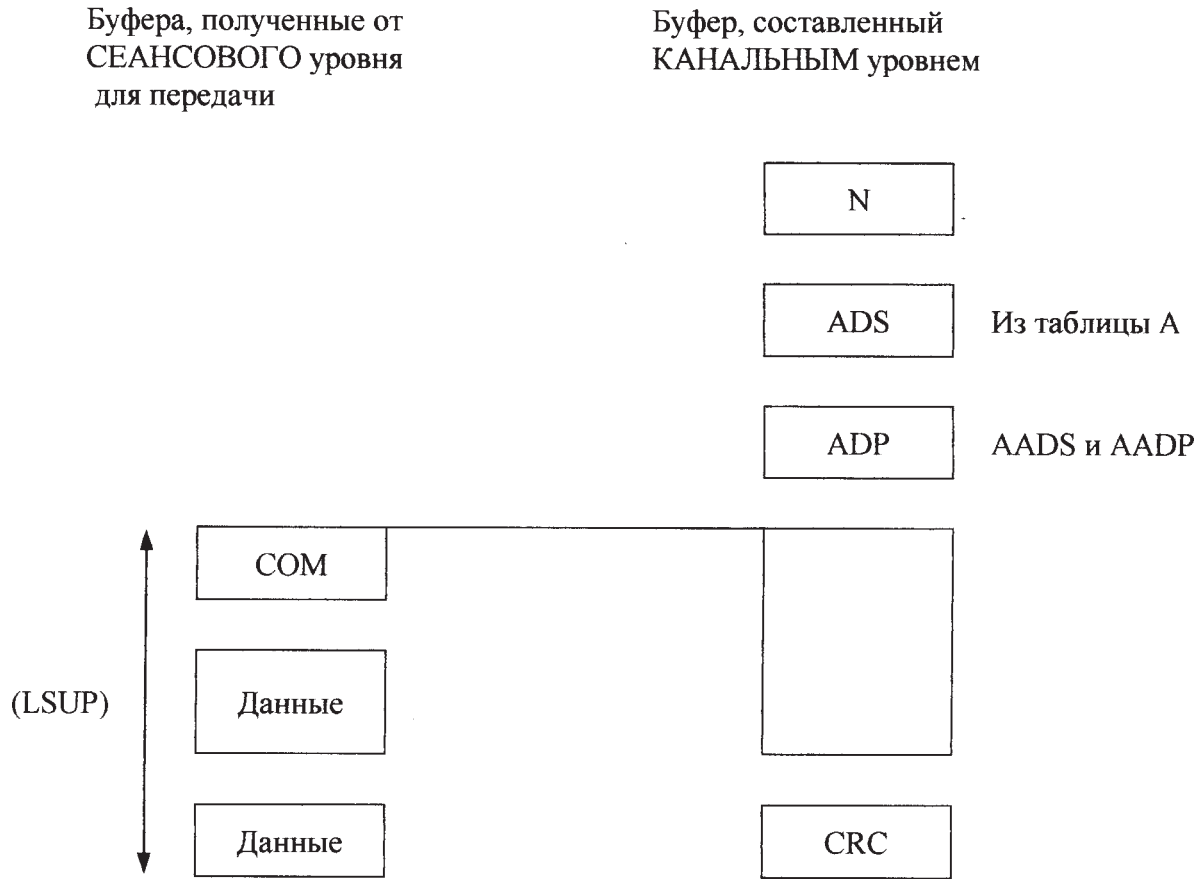 Буфера, полученные от
СЕАНСОВОГО уровня
для передачи
Буфер, составленный
КАНАЛЬНЫМ уровнем
N
ADS
Из таблицы А
ADP
AADS и AADP
COM
(LSUP)
Данные
Данные
CRC